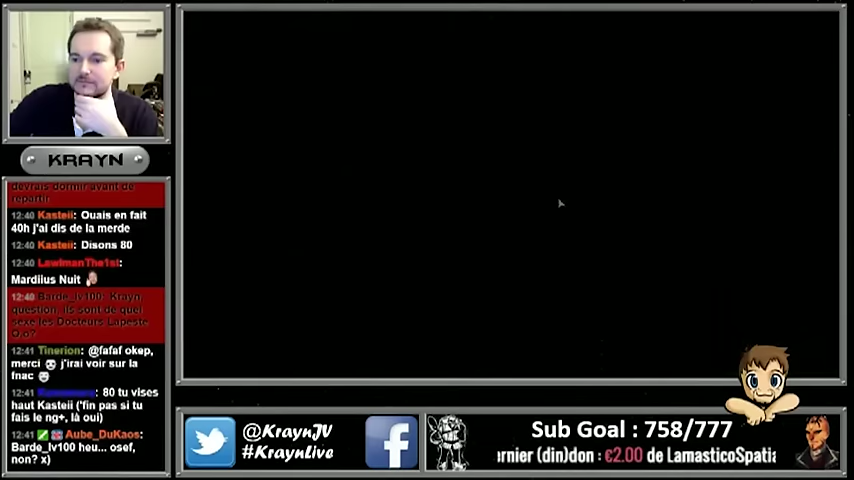 KRAYN
devrais dormir avant de
repartir
12:40 Kasteii: Ouais en fait
40h j'ai dis de la merde
12:40 Kasteii: Disons 80
12:40 LawlmanThe1st:
Mardiius Nuit
12:40 Barde_lv100: Krayn
question, ils sont de quel
sexe les Docteurs Lapeste
O.o?
12:41 Tinerion: @fafaf okep,
merci j'irai voir sur la
fnac
12:41 : 80 tu vises
haut Kasteii ('fin pas si tu
fais le ng+, là oui)
12:41 Aube_DuKaos:
Barde_lv100 heu... osef,
non? x)
@KraynJV
#KraynLive
Sub Goal : 758/777
ernier (din)don : €2.00 de LamasticoSpatia